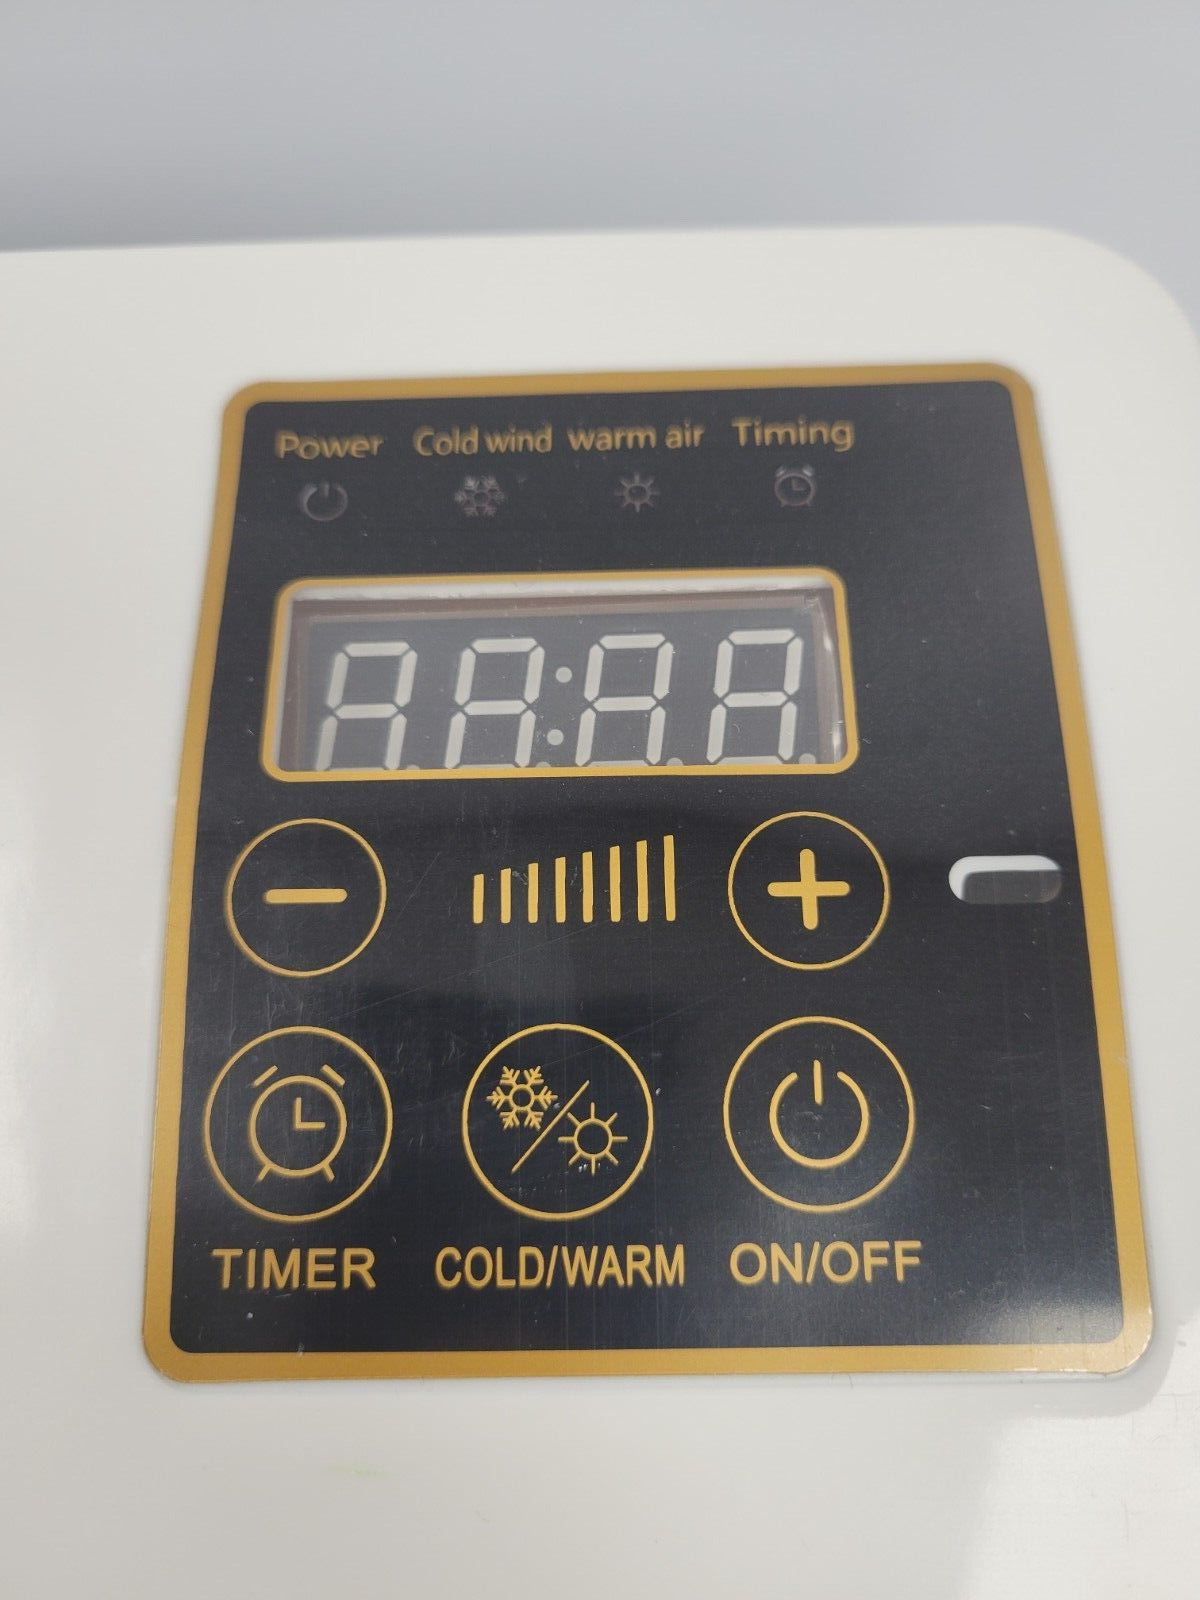 Power Cold wind warm air Timing
TIMER COLD/WARM ON/OFF